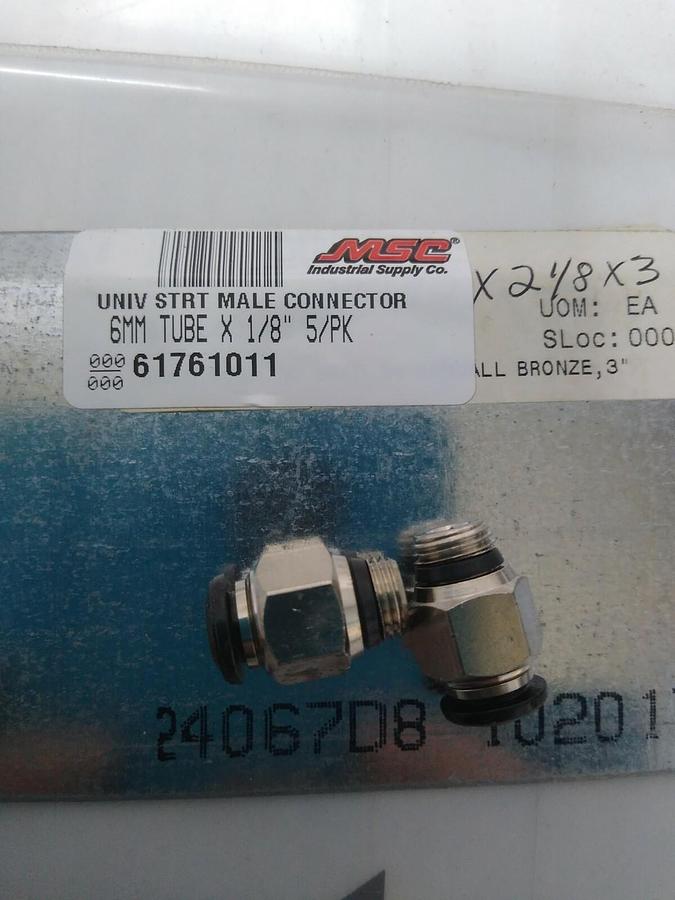 MSC®
Industrial Supply Co.
UNIV STRT MALE CONNECTOR
6MM TUBE X 1/8" 5/PK
000
000 61761011
X 2 1/8 X 3
UOM: EA
SLoc: 000
ALL BRONZE, 3"
24067D8 10201